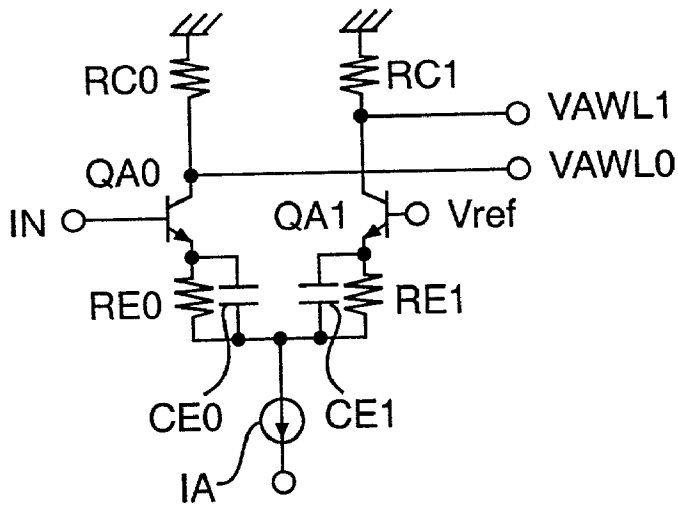 RC0
RC1
VAWL1
VAWL0
QA0
IN
QA1
Vref
RE0
RE1
CE0
CE1
IA